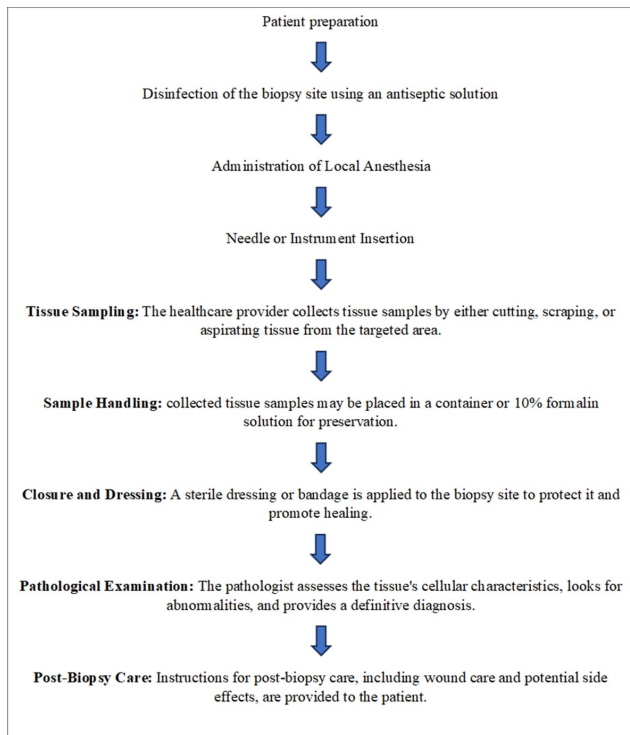 Patient preparation
Disinfection of the biopsy site using an antiseptic solution
Administration of Local Anesthesia
Needle or Instrument Insertion
Tissue Sampling: The healthcare provider collects tissue samples by either cutting, scraping, or
aspirating tissue from the targeted area.
Sample Handling: collected tissue samples may be placed in a container or 10% formalin
solution for preservation.
Closure and Dressing: A sterile dressing or bandage is applied to the biopsy site to protect it and
promote healing.
Pathological Examination: The pathologist assesses the tissue's cellular characteristics, looks for
abnormalities, and provides a definitive diagnosis.
Post-Biopsy Care: Instructions for post-biopsy care, including wound care and potential side
effects, are provided to the patient.